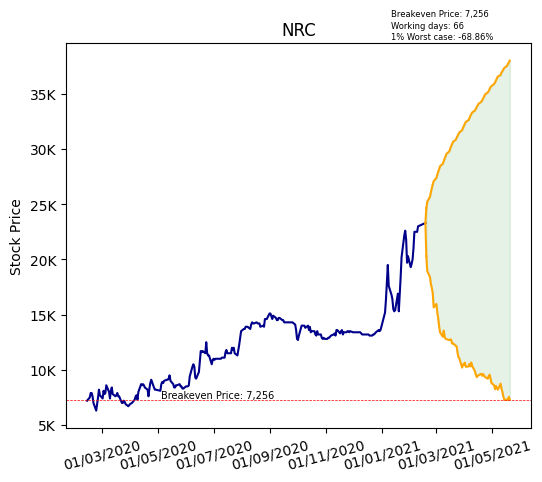 Breakeven Price: 7,256
Working days: 66
1% Worst case: -68.86%
NRC
Stock Price
35K
30K
25K
20K
15K
10K
5K
Breakeven Price: 7,256
01/03/2020
01/05/2020
01/07/2020
01/09/2020
01/11/2020
01/01/2021
01/03/2021
01/05/2021